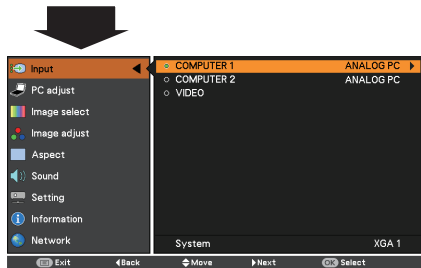 Input
PC adjust
Image select
Image adjust
Aspect
Sound
Setting
Information
Network
COMPUTER 1 ANALOG PC
COMPUTER 2 ANALOG PC
VIDEO
System XGA 1
Exit Back Move Next OK Select